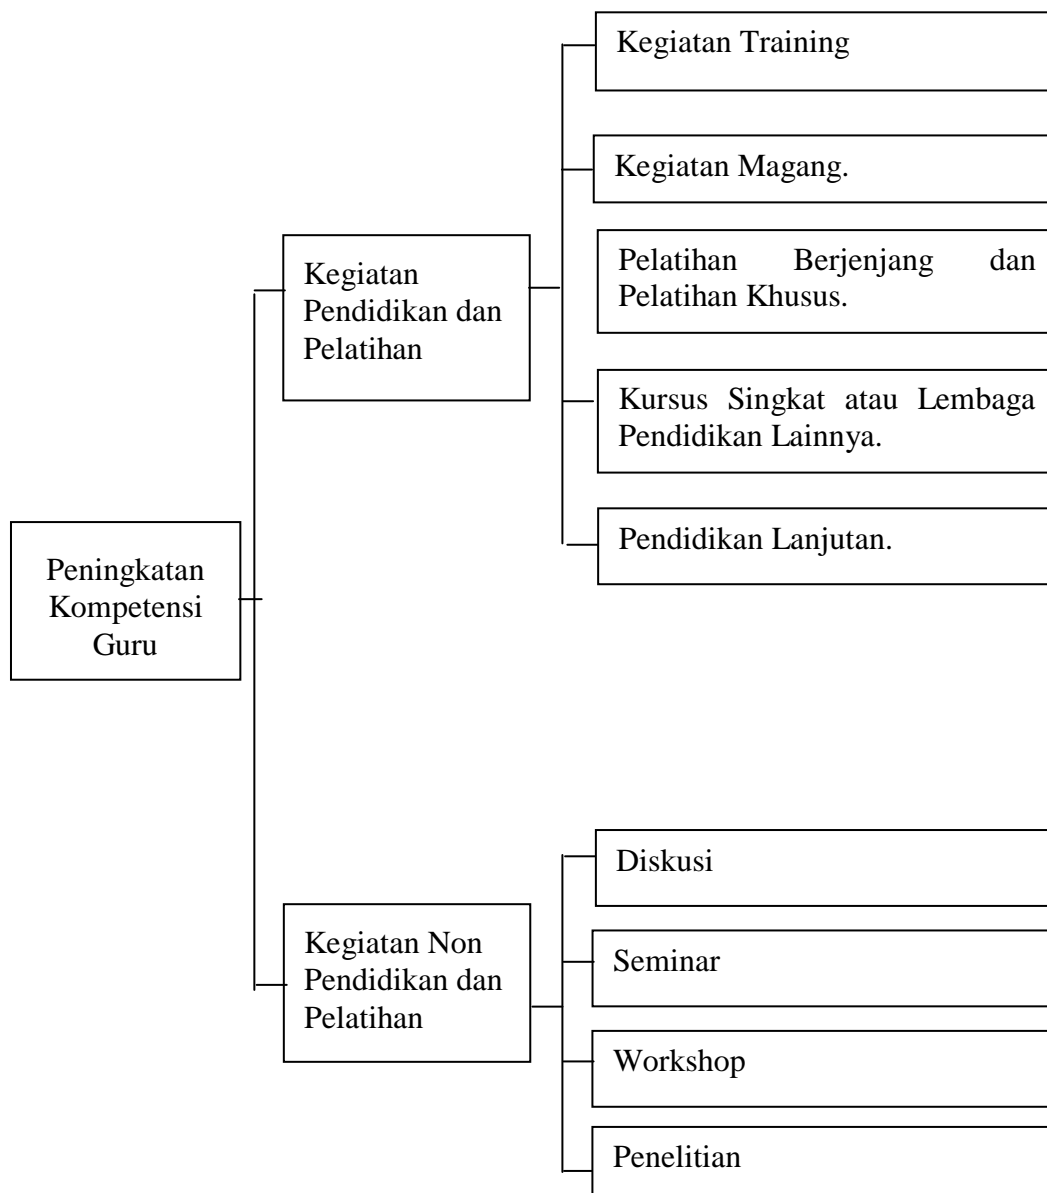 Kegiatan Training
Kegiatan Magang.
Kegiatan
Pendidikan dan
Pelatihan
Pelatihan Berjenjang dan
Pelatihan Khusus.
Kursus Singkat atau Lembaga
Pendidikan Lainnya.
Pendidikan Lanjutan.
Peningkatan
Kompetensi
Guru
Kegiatan Non
Pendidikan dan
Pelatihan
Diskusi
Seminar
Workshop
Penelitian